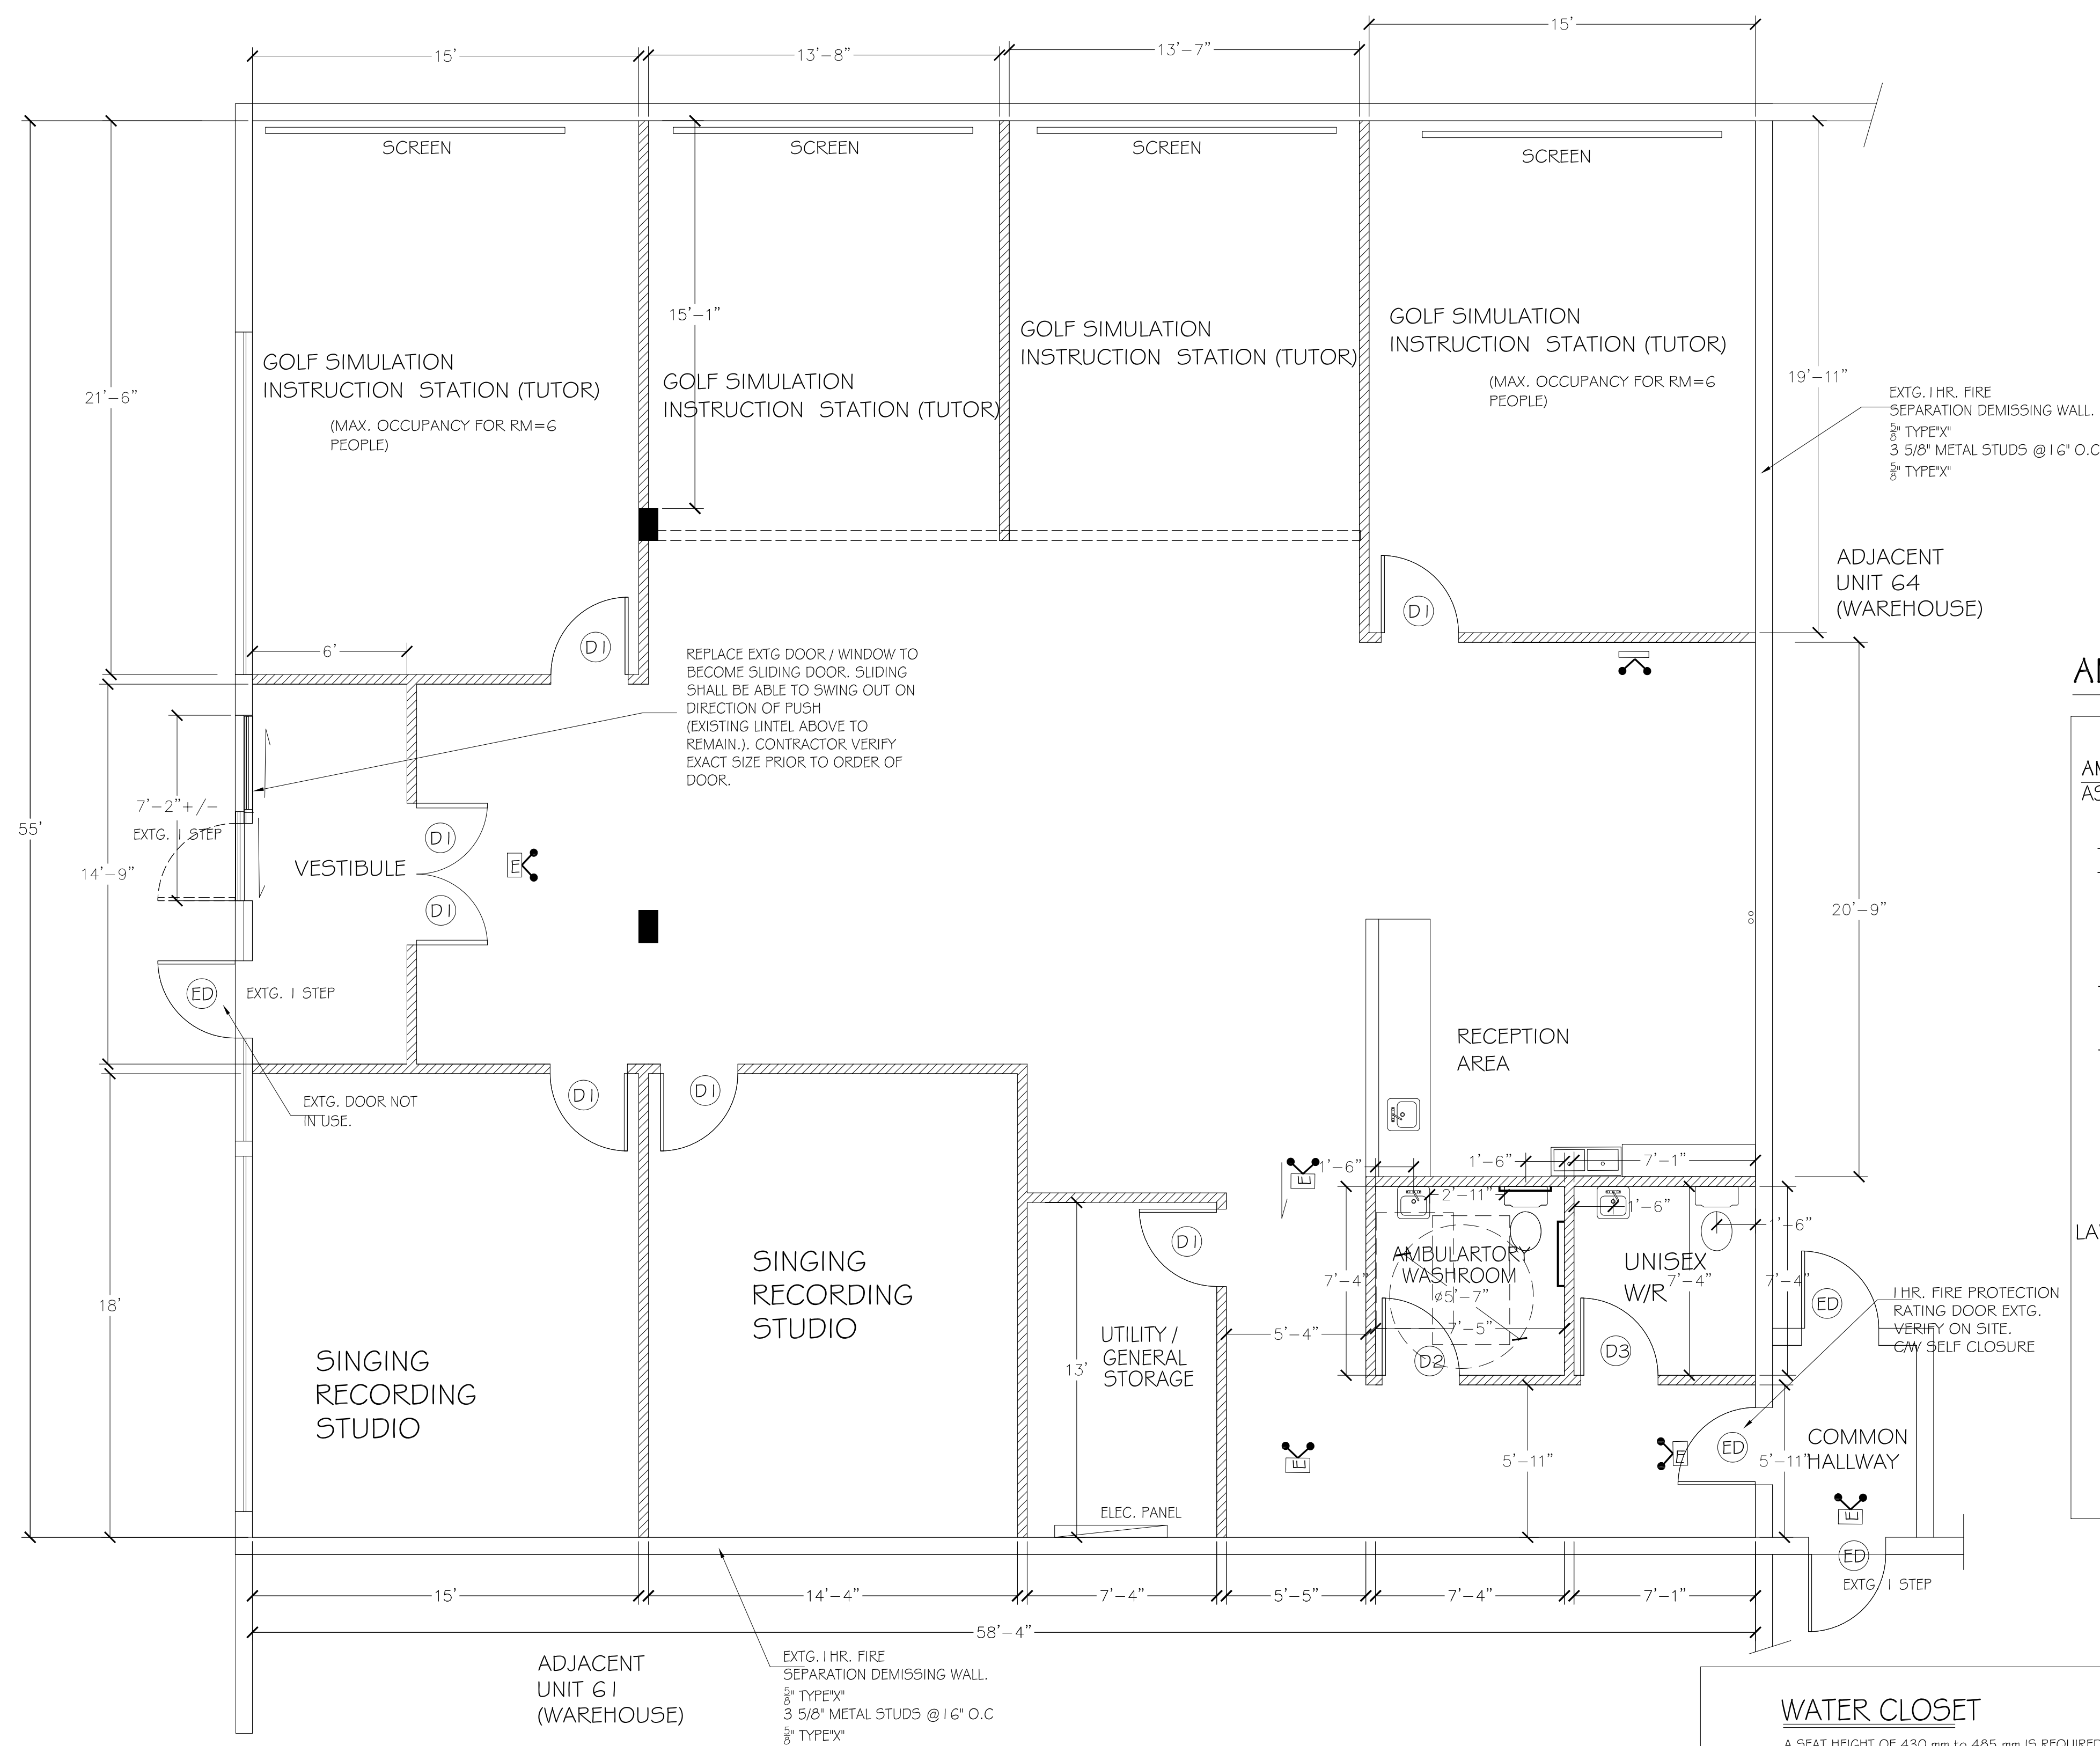 15'
15'
13'-8"
13'-7"
SCREEN
SCREEN
SCREEN
SCREEN
15'-1"
GOLF SIMULATION
INSTRUCTION STATION (TUTOR)
(MAX. OCCUPANCY FOR RM=6
PEOPLE)
GOLF SIMULATION
INSTRUCTION STATION (TUTOR)
GOLF SIMULATION
INSTRUCTION STATION (TUTOR)
GOLF SIMULATION
INSTRUCTION STATION (TUTOR)
(MAX. OCCUPANCY FOR RM=6
PEOPLE)
21'-6"
19'-11"
EXTG.1HR. FIRE
SEPARATION DEMISSING WALL.
5/8" TYPE"X"
3 5/8" METAL STUDS @16" O.C
5/8" TYPE"X"
ADJACENT
UNIT 64
(WAREHOUSE)
D1
D1
6'
REPLACE EXTG DOOR / WINDOW TO
BECOME SLIDING DOOR. SLIDING
SHALL BE ABLE TO SWING OUT ON
DIRECTION OF PUSH
(EXISTING LINTEL ABOVE TO
REMAIN.). CONTRACTOR VERIFY
EXACT SIZE PRIOR TO ORDER OF
DOOR.
7'-2"+/-
EXTG. 1 STEP
55'
14'-9"
VESTIBULE
D1
D1
E
20'-9"
ED
EXTG. 1 STEP
EXTG. DOOR NOT
IN USE.
D1
D1
RECEPTION
AREA
E
1'-6"
1'-6"
7'-1"
2'-11"
1'-6"
1'-6"
D1
18'
SINGING
RECORDING
STUDIO
SINGING
RECORDING
STUDIO
UTILITY /
GENERAL
STORAGE
13'
5'-4"
7'-4"
AMBULARTORY
WASHROOM
ø5'-7"
7'-5"
D2
UNISEX
W/R
7'-4"
7'-4"
D3
ED
1HR. FIRE PROTECTION
RATING DOOR EXTG.
VERIFY ON SITE.
C/W SELF CLOSURE
E
5'-11"
E
ED
5'-11"
COMMON
HALLWAY
E
ELEC. PANEL
ED
EXTG. 1 STEP
15'
14'-4"
7'-4"
5'-5"
7'-4"
7'-1"
58'-4"
ADJACENT
UNIT 61
(WAREHOUSE)
EXTG.1HR. FIRE
SEPARATION DEMISSING WALL.
5/8" TYPE"X"
3 5/8" METAL STUDS @16" O.C
5/8" TYPE"X"
WATER CLOSET
A SEAT HEIGHT OF 430 mm to 485 mm IS